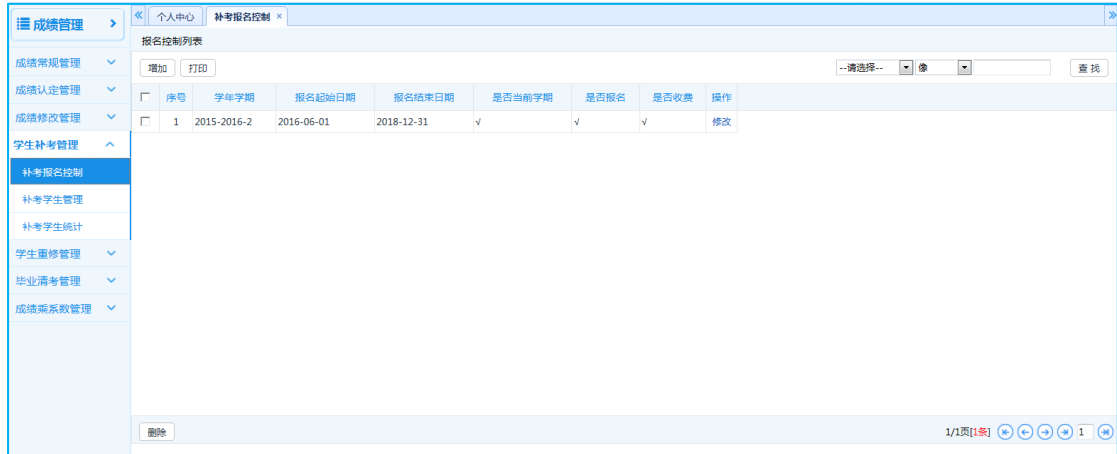 成绩管理
成绩常规管理
成绩认定管理
成绩修改管理
学生补考管理
补考报名控制
补考学生管理
补考学生统计
学生重修管理
毕业清考管理
成绩乘系数管理
个人中心 补考报名控制 ×
报名控制列表
增加 打印 --请选择-- 像 查 找
序号 学年学期 报名起始日期 报名结束日期 是否当前学期 是否报名 是否收费 操作
1 2015-2016-2 2016-06-01 2018-12-31 √ √ √ 修改
删除 1/1页[1条] 1